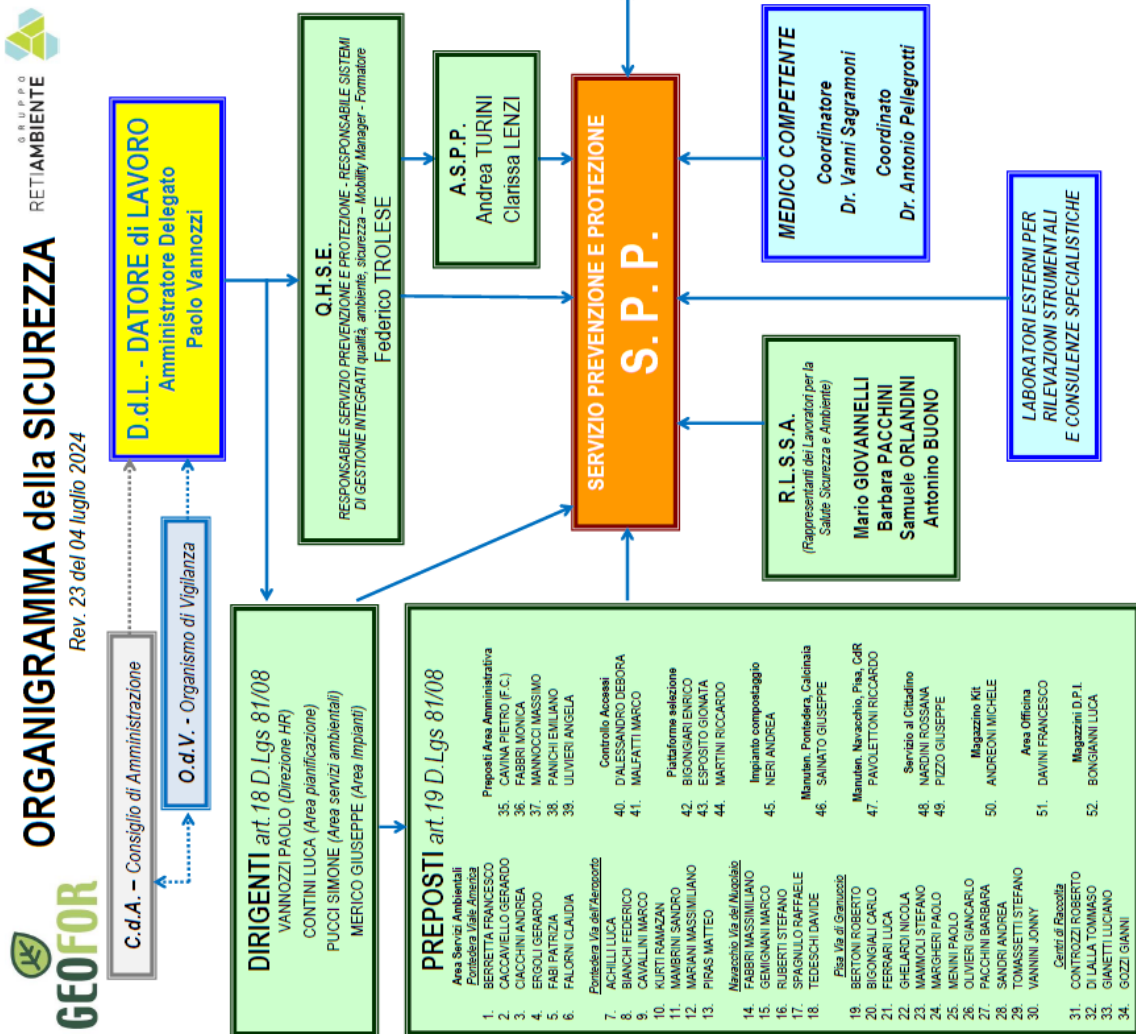 GEOFOR
ORGANIGRAMMA della SICUREZZA
Rev. 23 del 04 luglio 2024
GRUPPO
RETIAMBIENTE
C.d.A. – Consiglio di Amministrazione
O.d.V. - Organismo di Vigilanza
D.d.L. - DATORE di LAVORO
Amministratore Delegato
Paolo Vannozzi
DIRIGENTI art.18 D.Lgs 81/08
VANNOZZI PAOLO (Direzione HR)
CONTINI LUCA (Area pianificazione)
PUCCI SIMONE (Area servizi ambientali)
MERICO GIUSEPPE (Area Impianti)
Q.H.S.E.
RESPONSABILE SERVIZIO PREVENZIONE E PROTEZIONE - RESPONSABILE SISTEMI
DI GESTIONE INTEGRATI qualità, ambiente, sicurezza – Mobility Manager - Formatore
Federico TROLESE
A.S.P.P.
Andrea TURINI
Clarissa LENZI
PREPOSTI art.19 D.Lgs 81/08
Area Servizi Ambientali
Pontedera Viale America
1. BERRETTA FRANCESCO
2. CACCAVIELLO GERARDO
3. CIACCHINI ANDREA
4. ERGOLI GERARDO
5. FABI PATRIZIA
6. FALORNI CLAUDIA
Pontedera Via dell'Aeroporto
7. ACHILLI LUCA
8. BIANCHI FEDERICO
9. CAVALLINI MARCO
10. KURTI RAMAZAN
11. MAMBRINI SANDRO
12. MARIANI MASSIMILIANO
13. PIRAS MATTEO
Navacchio Via del Nugolaio
14. FABBRI MASSIMILIANO
15. GEMIGNANI MARCO
16. RUBERTI STEFANO
17. SPAGNULO RAFFAELE
18. TEDESCHI DAVIDE
Pisa Via di Granuccio
19. BERTONI ROBERTO
20. BIGONGIALI CARLO
21. FERRARI LUCA
22. GHELARDI NICOLA
23. MAMMOLI STEFANO
24. MARGHERI PAOLO
25. MENINI PAOLO
26. OLIVIERI GIANCARLO
27. PACCHINI BARBARA
28. SANDRI ANDREA
29. TOMASSETTI STEFANO
30. VANNINI JONNY
Centri di Raccolta
31. CONTROZZI ROBERTO
32. DI LALLA TOMMASO
33. GIANETTI LUCIANO
34. GOZZI GIANNI
Preposti Area Amministrativa
35. CAVINA PIETRO (F.C.)
36. FABBRI MONICA
37. MANNOCCI MASSIMO
38. PANICHI EMILIANO
39. ULIVIERI ANGELA
Controllo Accessi
40. D'ALESSANDRO DEBORA
41. MALFATTI MARCO
Piattaforme selezione
42. BIGONGIARI ENRICO
43. ESPOSITO GIONATA
44. MARTINI RICCARDO
Impianto compostaggio
45. NERI ANDREA
Manuten. Pontedera, Calcinaia
46. SAINATO GIUSEPPE
Manuten. Navacchio, Pisa, CdR
47. PAVOLETTONI RICCARDO
Servizio al Cittadino
48. NARDINI ROSSANA
49. PIZZO GIUSEPPE
Magazzino Kit
50. ANDREONI MICHELE
Area Officina
51. DAVINI FRANCESCO
Magazzini D.P.I.
52. BONGIANNI LUCA
SERVIZIO PREVENZIONE E PROTEZIONE
S. P. P.
R.L.S.S.A.
(Rappresentanti dei Lavoratori per la
Salute Sicurezza e Ambiente)
Mario GIOVANNELLI
Barbara PACCHINI
Samuele ORLANDINI
Antonino BUONO
MEDICO COMPETENTE
Coordinatore
Dr. Vanni Sagramoni
Coordinato
Dr. Antonio Pellegrotti
LABORATORI ESTERNI PER
RILEVAZIONI STRUMENTALI
E CONSULENZE SPECIALISTICHE